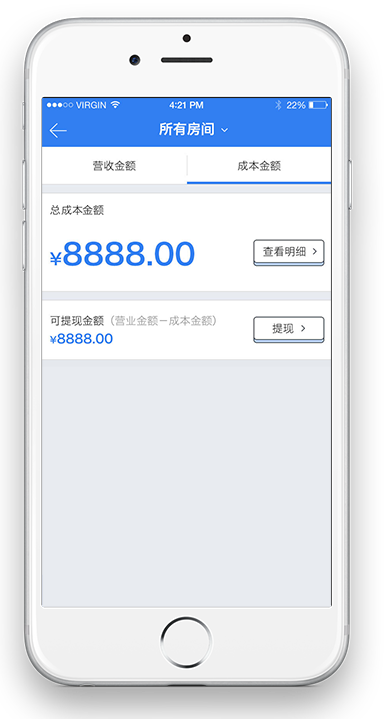 VIRGIN 4:21 PM 22%
所有房间
营收金额 成本金额
总成本金额
¥8888.00 查看明细
可提现金额（营业金额－成本金额）
¥8888.00 提现